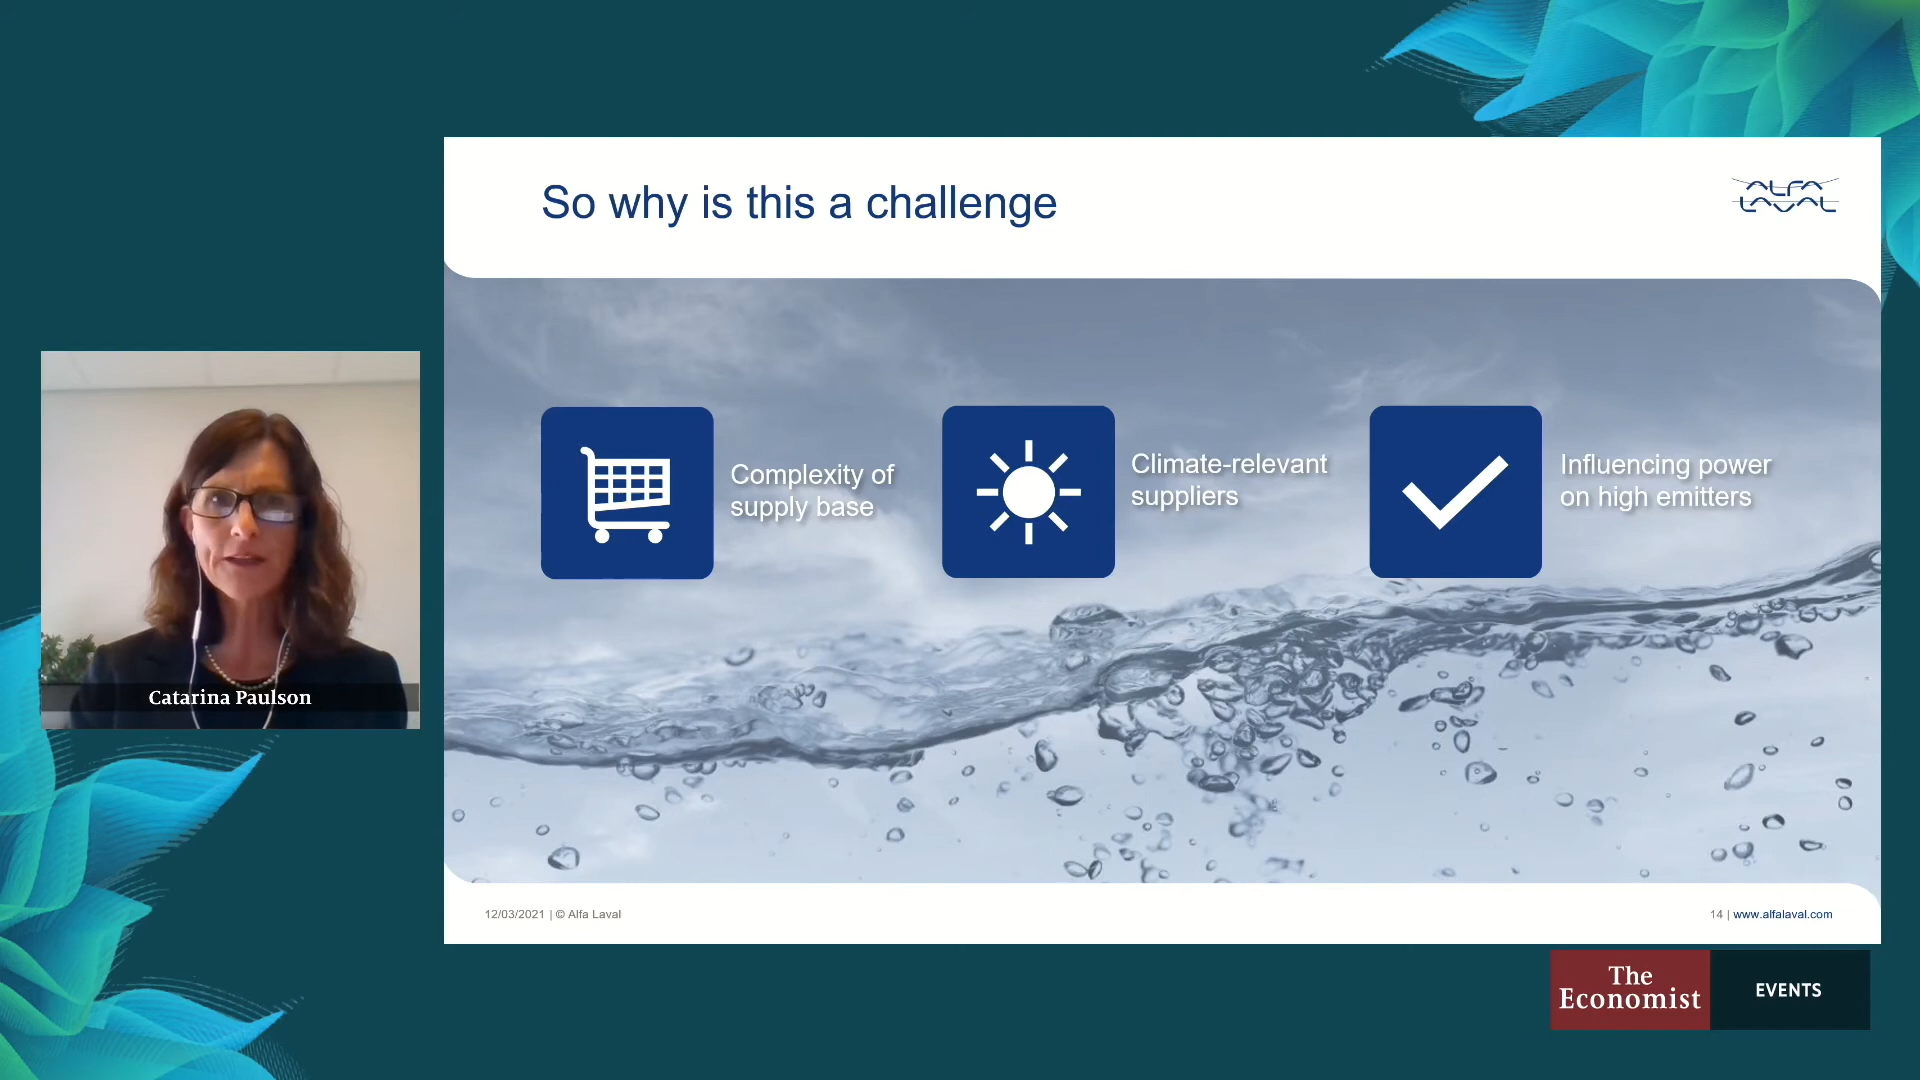 So why is this a challenge
ALFA
LAVAL
Complexity of
supply base
Climate-relevant
suppliers
Influencing power
on high emitters
Catarina Paulson
12/03/2021 | © Alfa Laval
14 | www.alfalaval.com
The
Economist
EVENTS